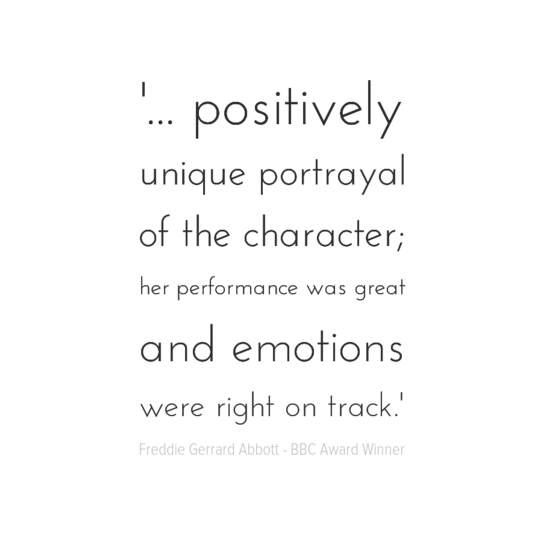 '... positively
unique portrayal
of the character;
her performance was great
and emotions
were right on track.'
Freddie Gerrard Abbott - BBC Award Winner